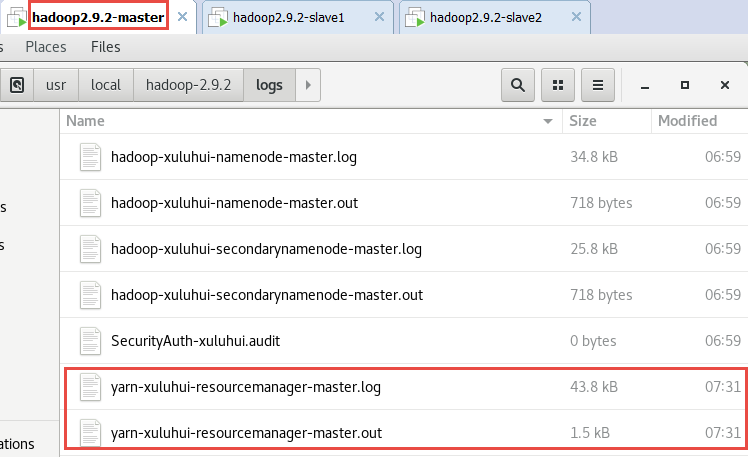 hadoop2.9.2-master hadoop2.9.2-slave1 hadoop2.9.2-slave2
s Places Files
usr local hadoop-2.9.2 logs
Name Size Modified
hadoop-xuluhui-namenode-master.log 34.8 kB 06:59
hadoop-xuluhui-namenode-master.out 718 bytes 06:59
s
s
hadoop-xuluhui-secondarynamenode-master.log 25.8 kB 06:59
hadoop-xuluhui-secondarynamenode-master.out 718 bytes 06:59
SecurityAuth-xuluhui.audit 0 bytes 06:59
yarn-xuluhui-resourcemanager-master.log 43.8 kB 07:31
yarn-xuluhui-resourcemanager-master.out 1.5 kB 07:31
ations